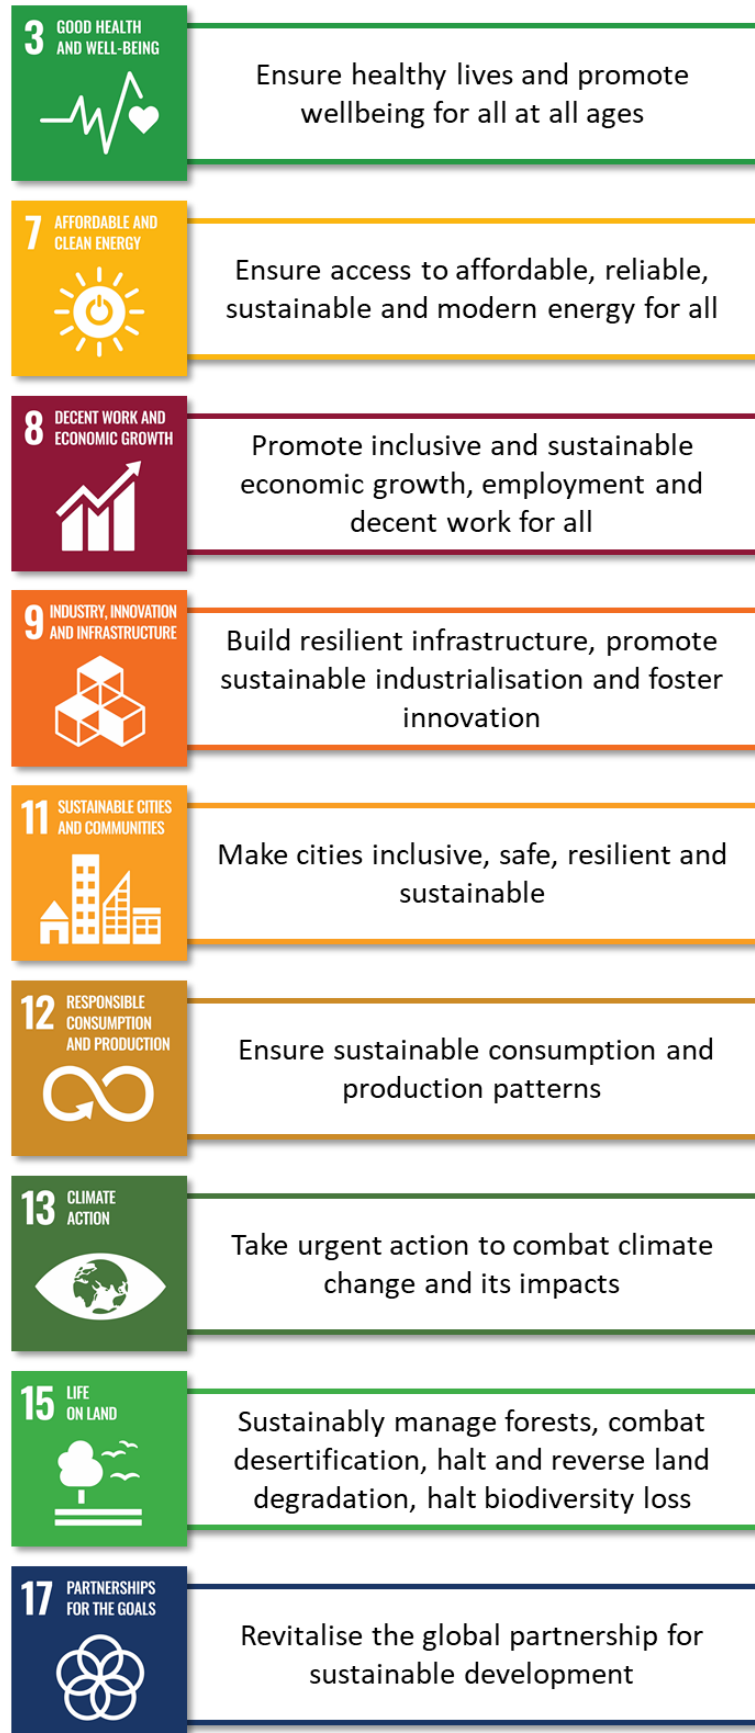 3 GOOD HEALTH
AND WELL-BEING
Ensure healthy lives and promote
wellbeing for all at all ages
7 AFFORDABLE AND
CLEAN ENERGY
Ensure access to affordable, reliable,
sustainable and modern energy for all
8 DECENT WORK AND
ECONOMIC GROWTH
Promote inclusive and sustainable
economic growth, employment and
decent work for all
9 INDUSTRY, INNOVATION
AND INFRASTRUCTURE
Build resilient infrastructure, promote
sustainable industrialisation and foster
innovation
11 SUSTAINABLE CITIES
AND COMMUNITIES
Make cities inclusive, safe, resilient and
sustainable
12 RESPONSIBLE
CONSUMPTION
AND PRODUCTION
Ensure sustainable consumption and
production patterns
13 CLIMATE
ACTION
Take urgent action to combat climate
change and its impacts
15 LIFE
ON LAND
Sustainably manage forests, combat
desertification, halt and reverse land
degradation, halt biodiversity loss
17 PARTNERSHIPS
FOR THE GOALS
Revitalise the global partnership for
sustainable development